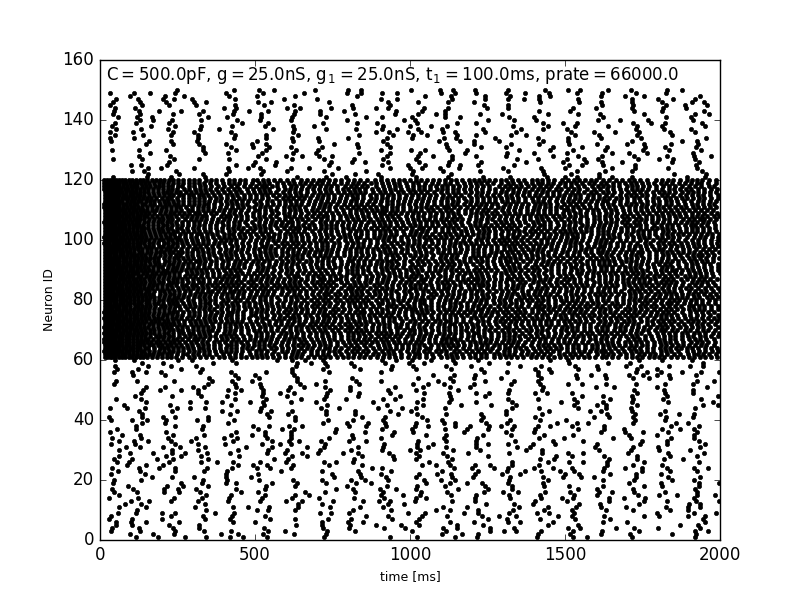 160
C = 500.0pF, g = 25.0nS, g₁ = 25.0nS, t₁ = 100.0ms, prate = 66000.0
140
120
100
80
60
40
20
0
Neuron ID
0 500 1000 1500 2000
time [ms]